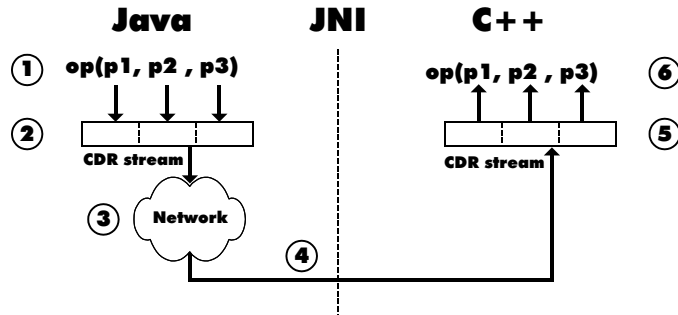 Java JNI C++
1 op(p1, p2 , p3) op(p1, p2 , p3) 6
2 5
CDR stream CDR stream
3 Network
4